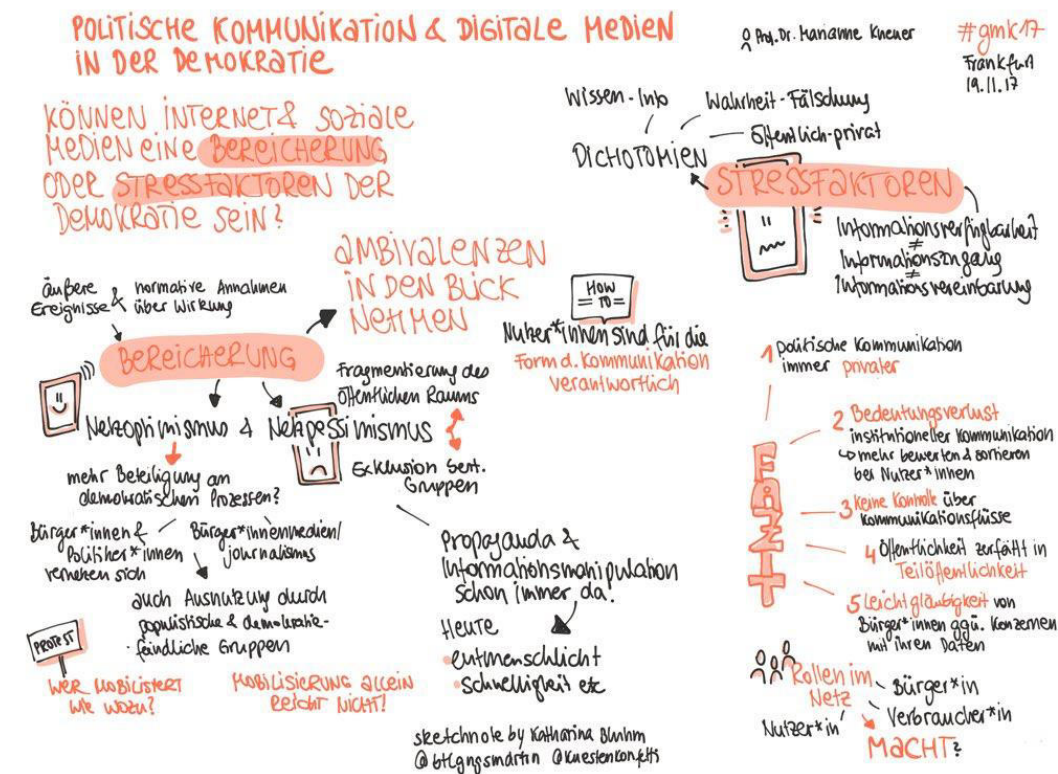 POLITISCHE KOMMUNIKATION & DIGITALE MEDIEN
IN DER DEMOKRATIE
Prof. Dr. Marianne Kneuer
#gmk17
Frankfurt
19.11.17
KÖNNEN INTERNET & SOZIALE
MEDIEN EINE BEREICHERUNG
ODER STRESSFAKTOREN DER
DEMOKRATIE SEIN?
Wissen - Info
Wahrheit - Fälschung
öffentlich - privat
DICHOTOMIEN
STRESSFAKTOREN
Informationsverfügbarkeit
≠
Informationszugang
≠
Informationsvereinbarung
äußere
Ereignisse & normative Annahmen
über Wirkung
AMBIVALENZEN
IN DEN BLICK
NEHMEN
BEREICHERUNG
HOW
= TO =
Nutzer*innen sind für die
Form d. Kommunikation
verantwortlich
Netzoptimismus & Netzpessimismus
Fragmentierung des
öffentlichen Raums
Exklusion best.
Gruppen
mehr Beteiligung an
demokratischen Prozessen?
Bürger*innen &
Politiker*innen
vernetzen sich
Bürger*innenmedien/
journalismus
auch Ausnutzung durch
populistische & demokratie-
feindliche Gruppen
PROTEST
WER MOBILISIERT
WIE WOZU?
MOBILISIERUNG ALLEIN
REICHT NICHT!
Propaganda &
Informationsmanipulation
schon immer da!
HEUTE
entmenschlicht
Schnelligkeit etc
FAZIT
1 politische Kommunikation
immer privater
2 Bedeutungsverlust
institutioneller Kommunikation
↪ mehr bewerten & sortieren
bei Nutzer*innen
3 Keine Kontrolle über
Kommunikationsflüsse
4 Öffentlichkeit zerfällt in
Teilöffentlichkeit
5 Leichtgläubigkeit von
Bürger*innen ggü. Konzernen
mit ihren Daten
Rollen im
Netz
Bürger*in
Verbraucher*in
Nutzer*in
MACHT?
sketchnote by Katharina Bluhm
@kuestenkonfetti